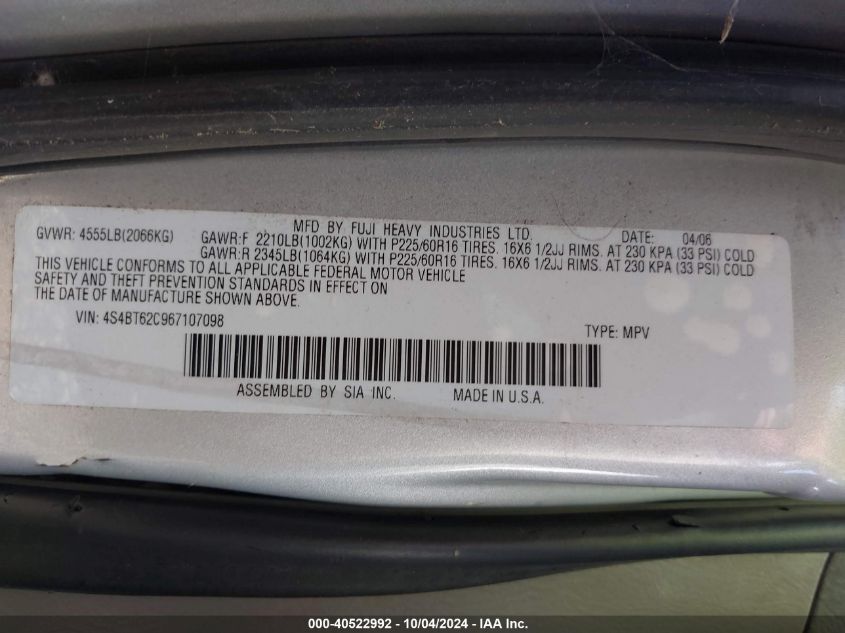 MFD BY FUJI HEAVY INDUSTRIES LTD. DATE: 04/06
GVWR: 4555LB(2066KG) GAWR:F 2210LB(1002KG) WITH P225/60R16 TIRES. 16X6 1/2JJ RIMS. AT 230 KPA (33 PSI) COLD
GAWR:R 2345LB(1064KG) WITH P225/60R16 TIRES. 16X6 1/2JJ RIMS. AT 230 KPA (33 PSI) COLD
THIS VEHICLE CONFORMS TO ALL APPLICABLE FEDERAL MOTOR VEHICLE
SAFETY AND THEFT PREVENTION STANDARDS IN EFFECT ON
THE DATE OF MANUFACTURE SHOWN ABOVE.
VIN: 4S4BT62C967107098 TYPE: MPV
ASSEMBLED BY SIA INC. MADE IN U.S.A.
000-40522992 - 10/04/2024 - IAA Inc.